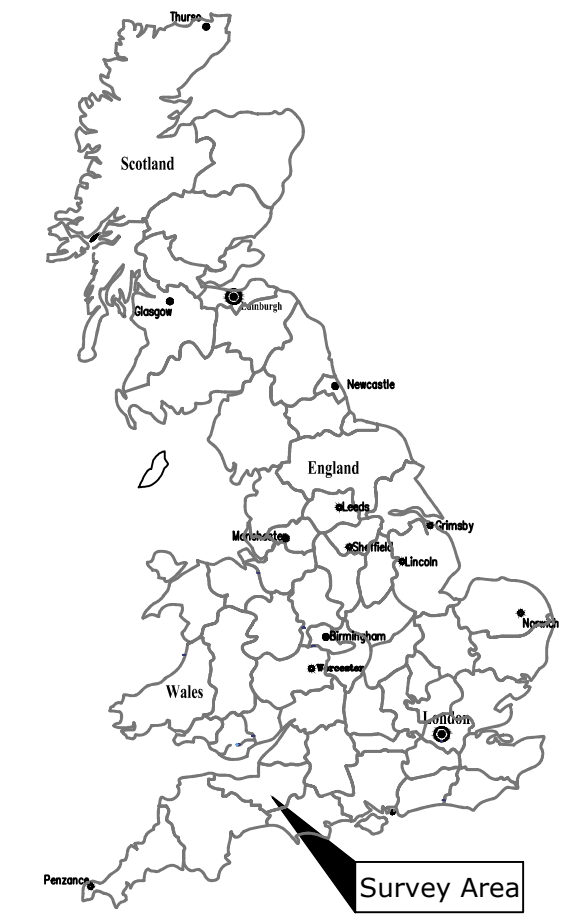 Thurso
Scotland
Edinburgh
Glasgow
Newcastle
England
Leeds
Grimsby
Manchester
Sheffield
Lincoln
Norwich
Birmingham
Worcester
Wales
London
Penzance
Survey Area